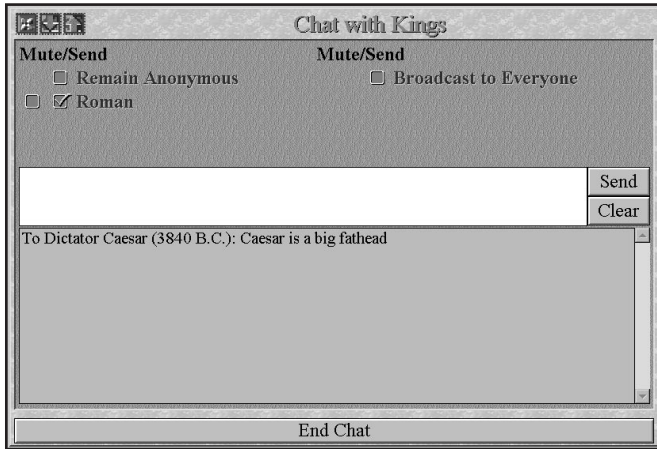 Chat with Kings
Mute/Send Mute/Send
Remain Anonymous Broadcast to Everyone
Roman
Send
Clear
To Dictator Caesar (3840 B.C.): Caesar is a big fathead
End Chat